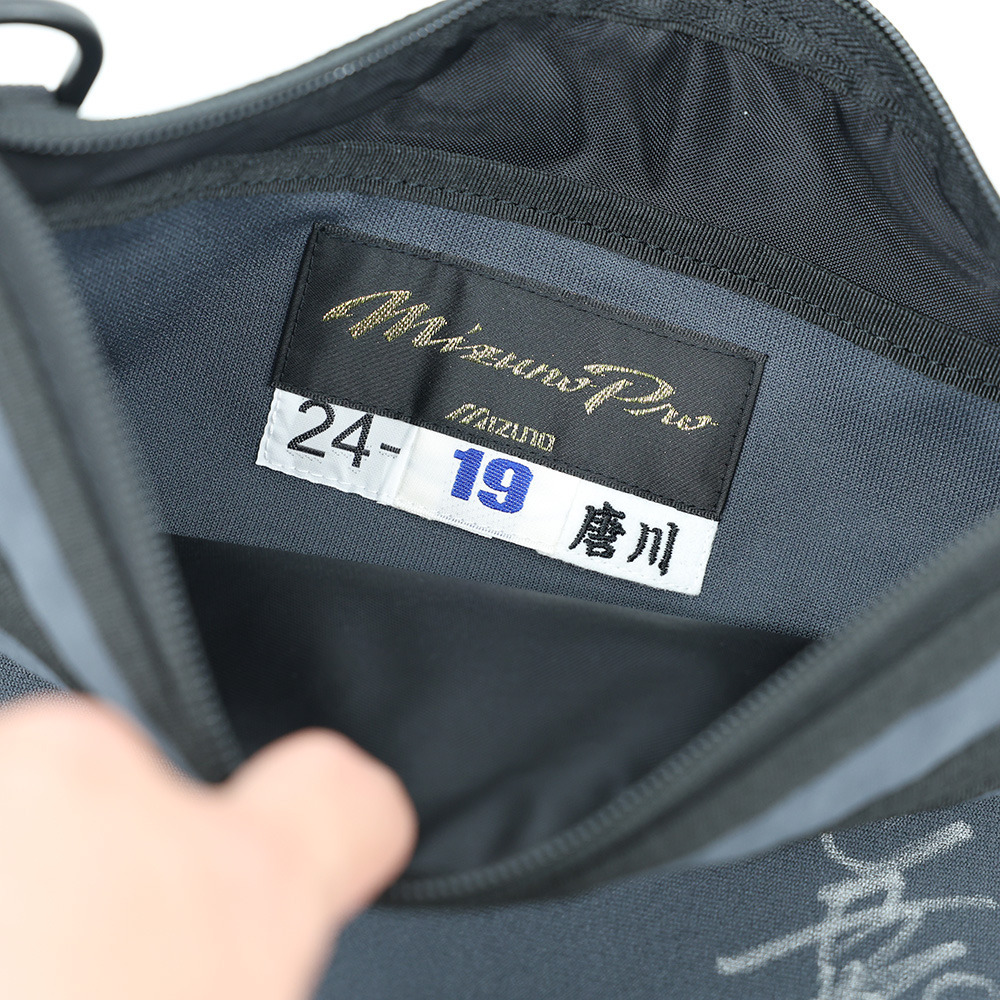 Mizuno Pro
Mizuno
24- 19 唐川